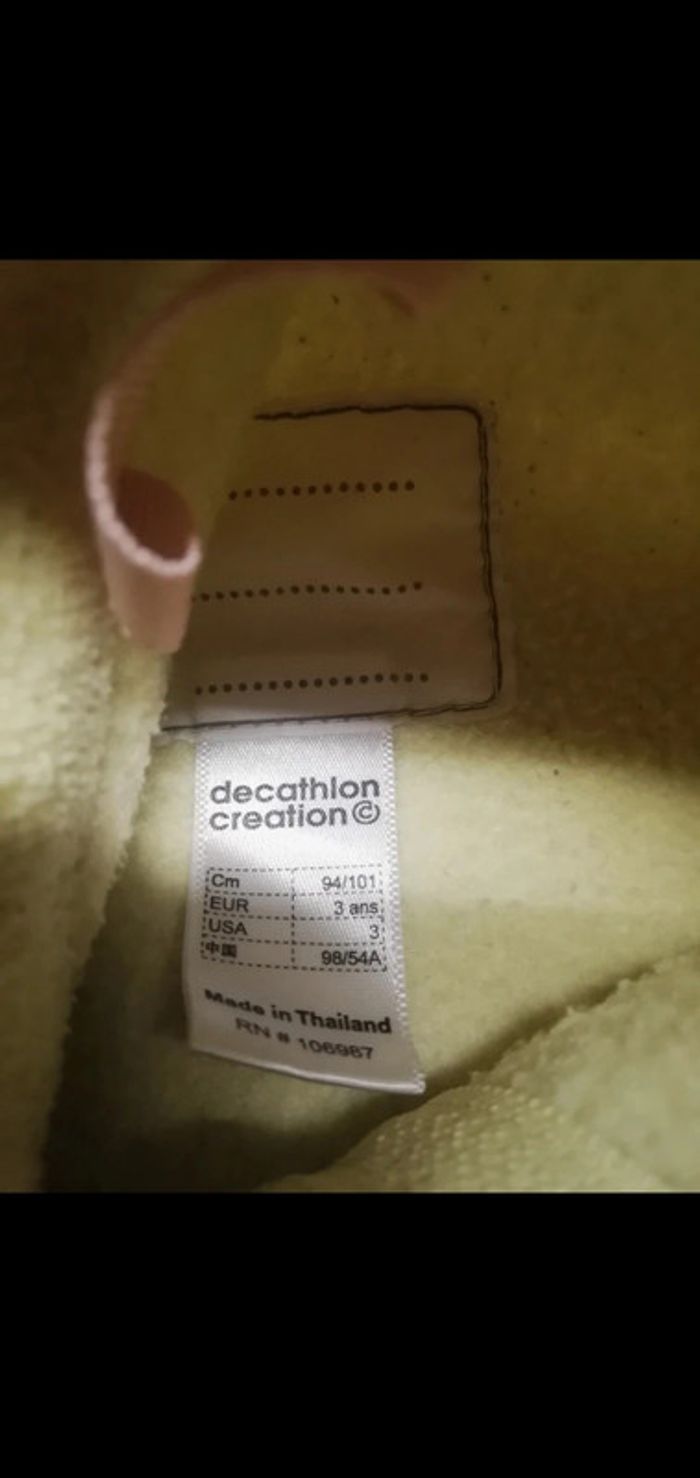 decathlon
creation©
Cm 94/101
EUR 3 ans
USA 3
中国 98/54A
Made in Thailand
RN # 106987